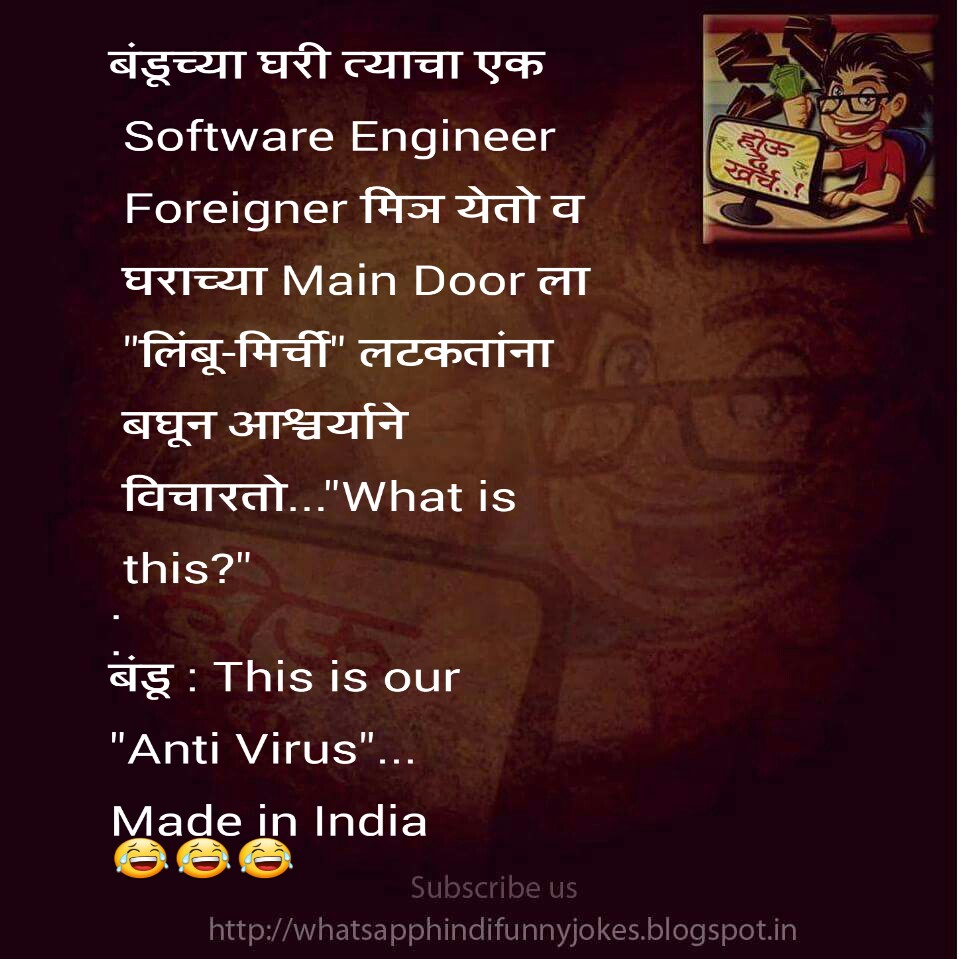 बंडूच्या घरी त्याचा एक
Software Engineer
Foreigner मिञ येतो व
घराच्या Main Door ला
"लिंबू-मिर्ची" लटकतांना
बघून आश्चर्याने
विचारतो..."What is
this?"
.
.
बंडू : This is our
"Anti Virus"...
Made in India
😂😂😂
होऊ
दे
खर्च..!
Subscribe us
http://whatsapphindifunnyjokes.blogspot.in